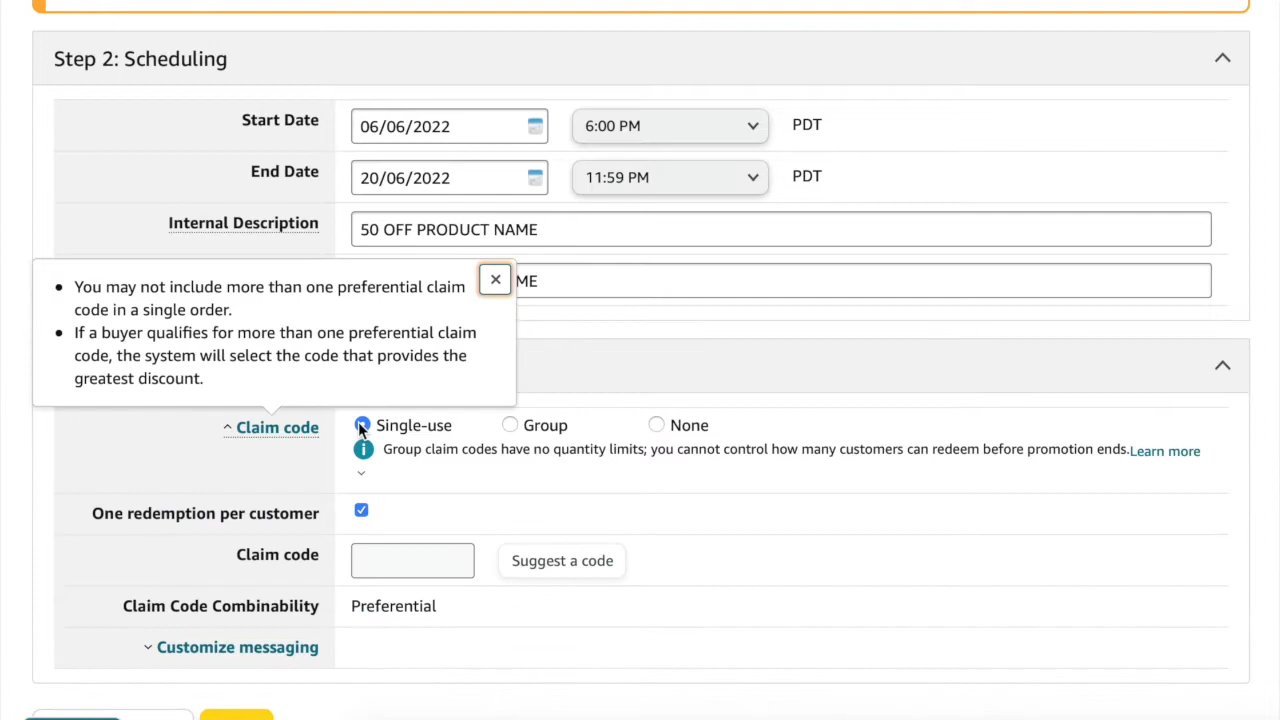 Step 2: Scheduling
Start Date
06/06/2022
6:00 PM
PDT
End Date
20/06/2022
11:59 PM
PDT
Internal Description
50 OFF PRODUCT NAME
ME
You may not include more than one preferential claim
code in a single order.
If a buyer qualifies for more than one preferential claim
code, the system will select the code that provides the
greatest discount.
Claim code
Single-use
Group
None
Group claim codes have no quantity limits; you cannot control how many customers can redeem before promotion ends. Learn more
One redemption per customer
Claim code
Suggest a code
Claim Code Combinability
Preferential
Customize messaging